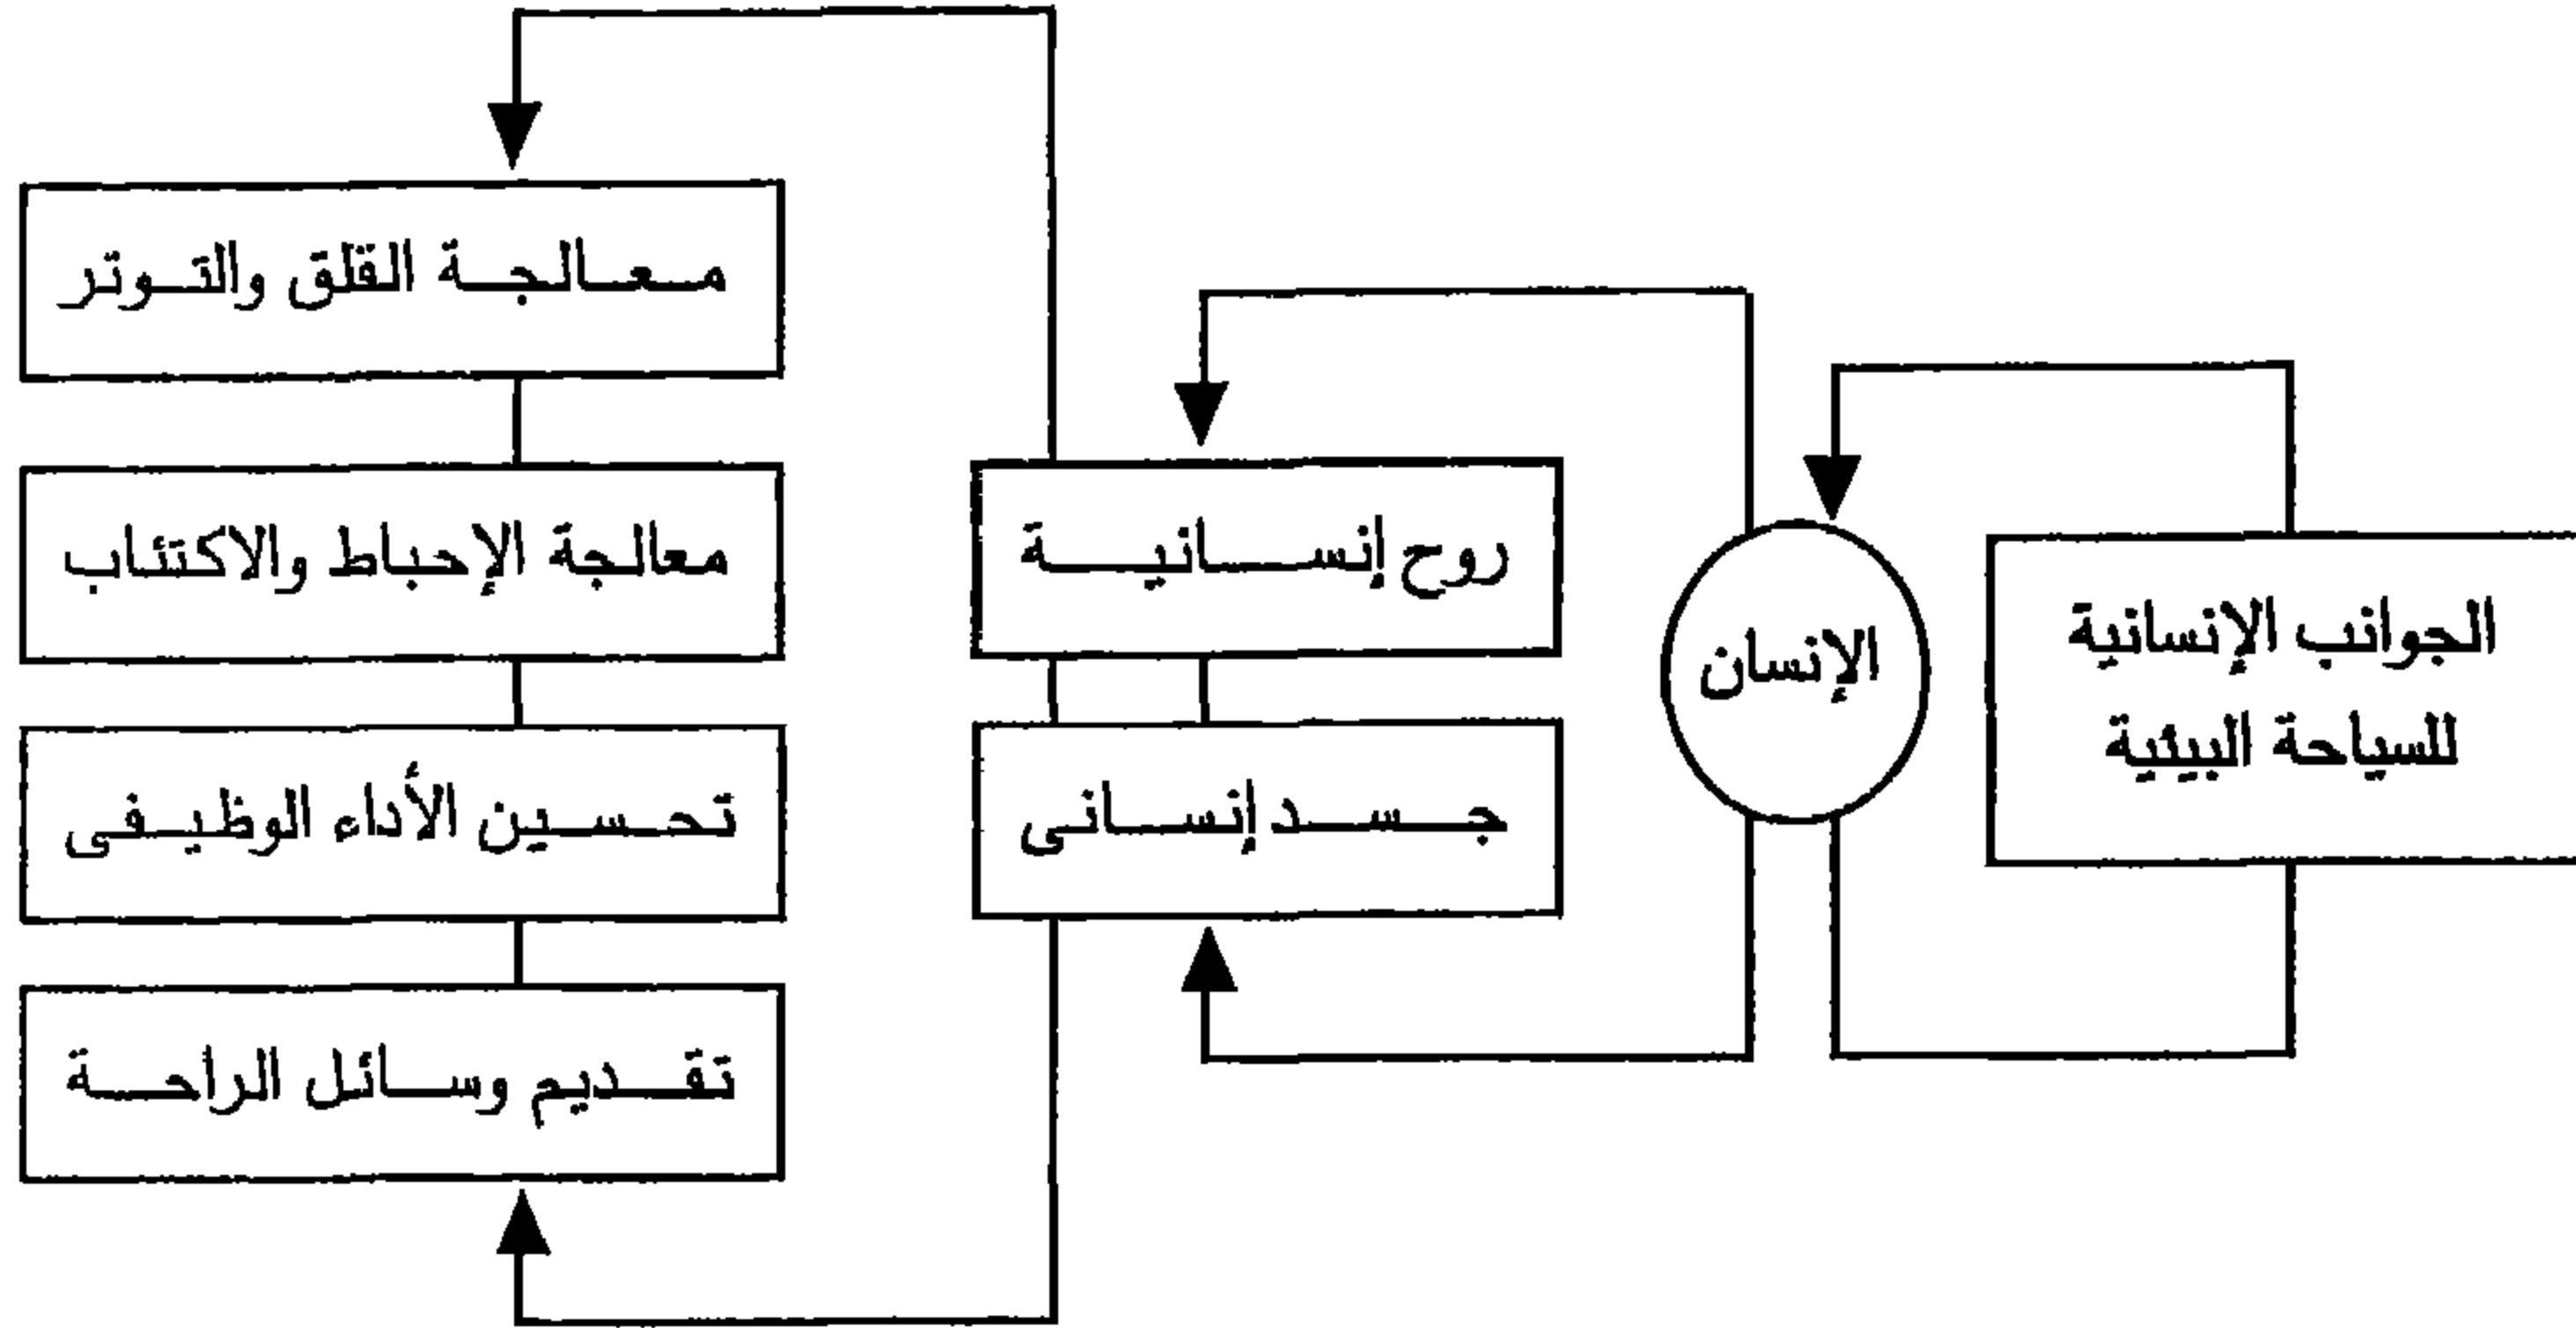 الجوانب الإنسانية
للسياحة البيئية
الإنسان
روح إنسانية
جسد إنسانى
معالجة القلق والتوتر
معالجة الإحباط والاكتئاب
تحسين الأداء الوظيفى
تقديم وسائل الراحة